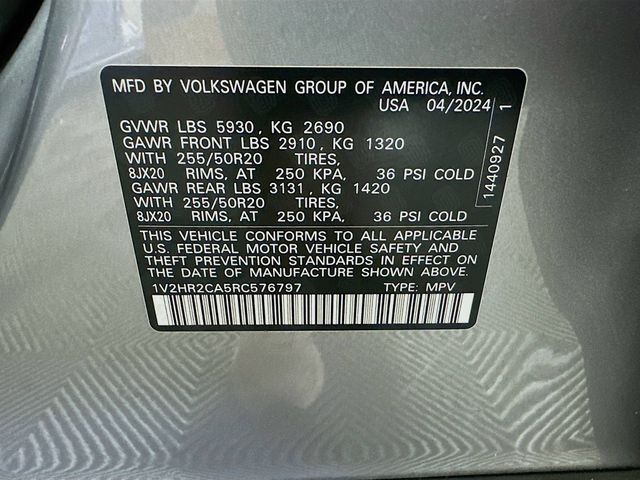 MFD BY VOLKSWAGEN GROUP OF AMERICA, INC.
USA 04/2024
GVWR LBS 5930, KG 2690
GAWR FRONT LBS 2910, KG 1320
WITH 255/50R20 TIRES,
8JX20 RIMS, AT 250 KPA, 36 PSI COLD
GAWR REAR LBS 3131, KG 1420
WITH 255/50R20 TIRES,
8JX20 RIMS, AT 250 KPA, 36 PSI COLD
THIS VEHICLE CONFORMS TO ALL APPLICABLE
U.S. FEDERAL MOTOR VEHICLE SAFETY AND
THEFT PREVENTION STANDARDS IN EFFECT ON
THE DATE OF MANUFACTURE SHOWN ABOVE.
1V2HR2CA5RC576797 TYPE: MPV
1440927 1